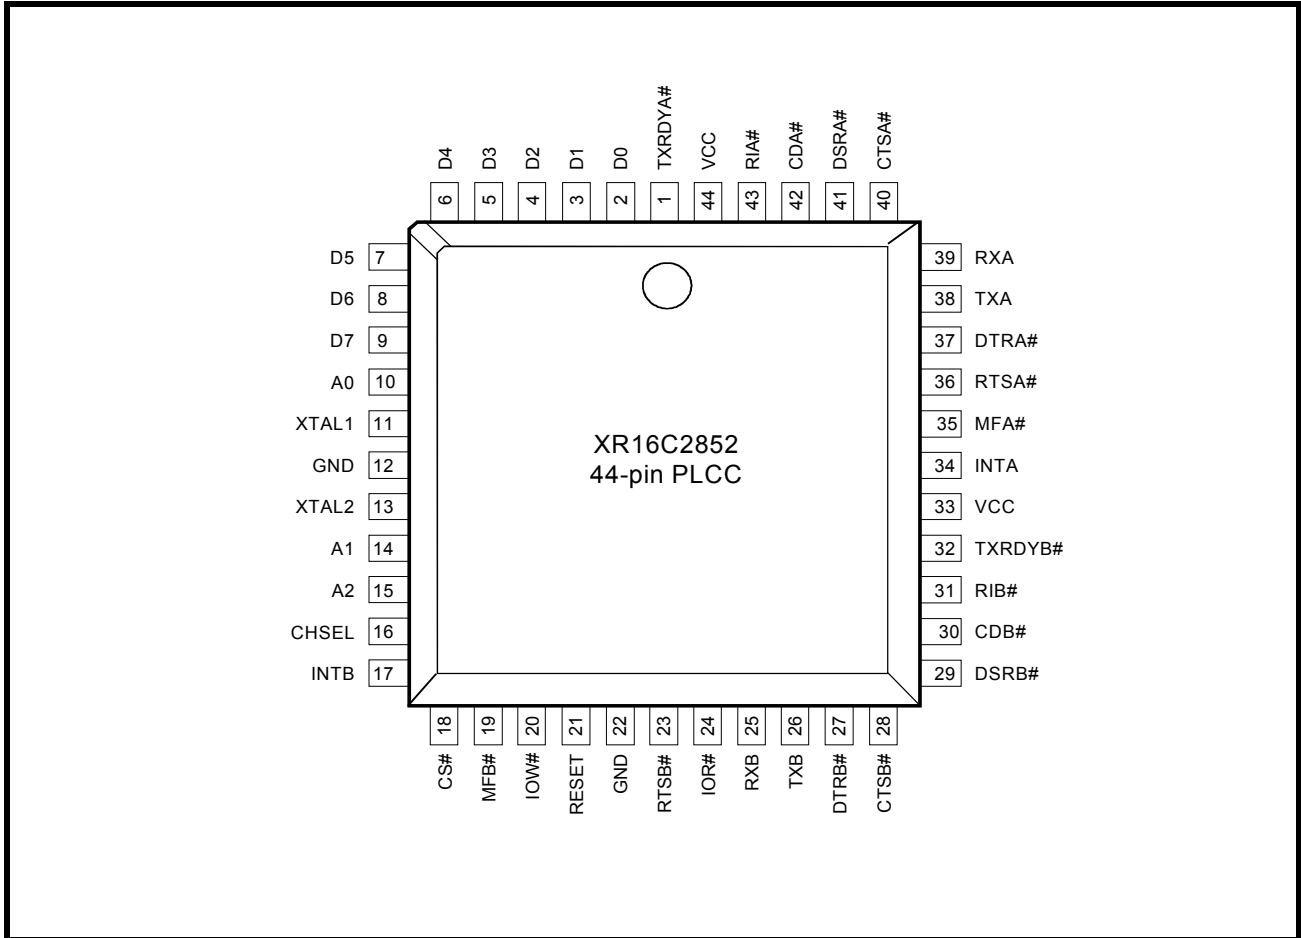 D4
D3
D2
D1
D0
TXRDYA#
VCC
RIA#
CDA#
DSRA#
CTSA#
6
5
4
3
2
1
44
43
42
41
40
D5 7
D6 8
D7 9
A0 10
XTAL1 11
GND 12
XTAL2 13
A1 14
A2 15
CHSEL 16
INTB 17
XR16C2852
44-pin PLCC
39 RXA
38 TXA
37 DTRA#
36 RTSA#
35 MFA#
34 INTA
33 VCC
32 TXRDYB#
31 RIB#
30 CDB#
29 DSRB#
18
19
20
21
22
23
24
25
26
27
28
CS#
MFB#
IOW#
RESET
GND
RTSB#
IOR#
RXB
TXB
DTRB#
CTSB#